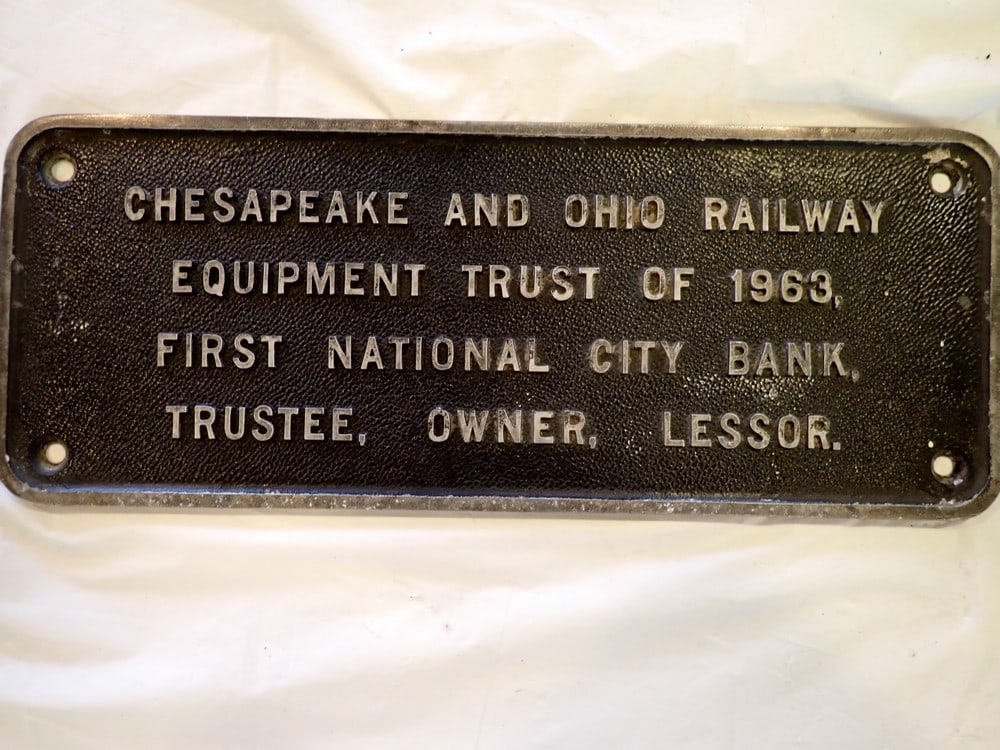 CHESAPEAKE AND OHIO RAILWAY
EQUIPMENT TRUST OF 1963,
FIRST NATIONAL CITY BANK,
TRUSTEE, OWNER, LESSOR.